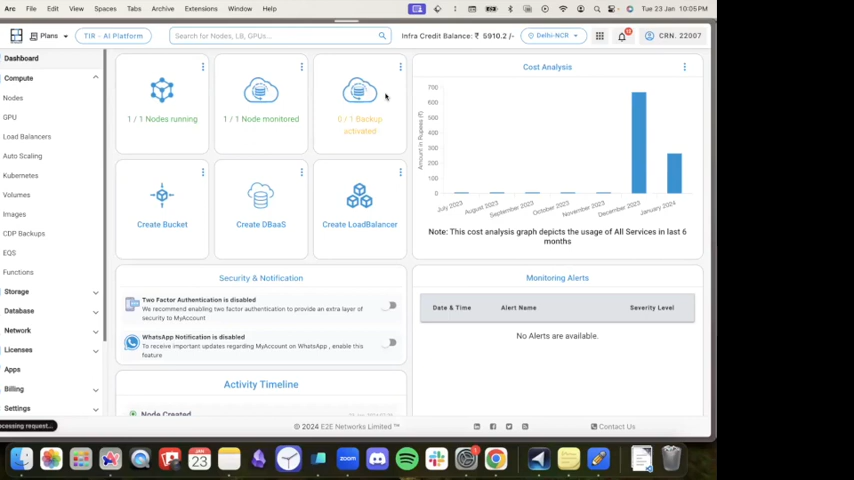 Arc File Edit View Spaces Tabs Archive Extensions Window Help Tue 23 Jan 10:05 PM
Plans TIR - AI Platform Search for Nodes, LB, GPUs... Infra Credit Balance: ₹ 5910.2 /- Delhi-NCR CRN. 22007
Dashboard
Compute
Nodes
GPU
Load Balancers
Auto Scaling
Kubernetes
Volumes
Images
CDP Backups
EQS
Functions
Storage
Database
Network
Licenses
Apps
Billing
Settings
ocessing request...
1 / 1 Nodes running
1 / 1 Node monitored
0 / 1 Backup
activated
Create Bucket
Create DBaaS
Create LoadBalancer
Cost Analysis
Amount in Rupees (₹)
700
600
500
400
300
200
100
0
July 2023
August 2023
September 2023
October 2023
November 2023
December 2023
January 2024
Note: This cost analysis graph depicts the usage of All Services in last 6
months
Security & Notification
Two Factor Authentication is disabled
We recommend enabling two factor authentication to provide an extra layer of
security to MyAccount
WhatsApp Notification is disabled
To receive important updates regarding MyAccount on WhatsApp , enable this
feature
Monitoring Alerts
Date & Time Alert Name Severity Level
No Alerts are available.
Activity Timeline
Node Created
© 2024 E2E Networks Limited ™
Contact Us
JAN
23
zoom